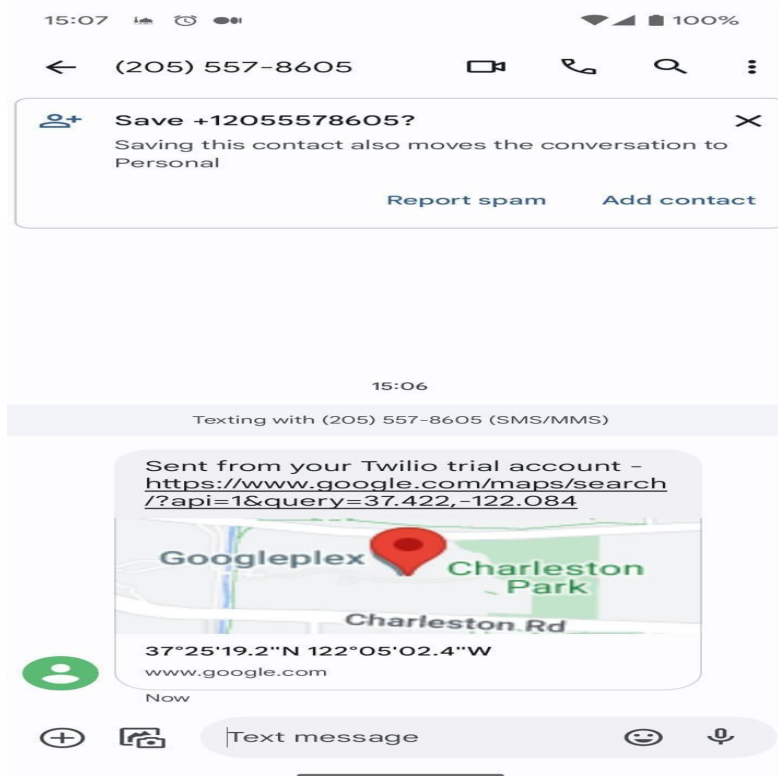 15:07
100%
(205) 557-8605
Save +12055578605?
Saving this contact also moves the conversation to
Personal
Report spam
Add contact
15:06
Texting with (205) 557-8605 (SMS/MMS)
Sent from your Twilio trial account -
https://www.google.com/maps/search
/?api=1&query=37.422,-122.084
Googleplex
Charleston
Park
Charleston Rd
37°25'19.2"N 122°05'02.4"W
www.google.com
Now
Text message